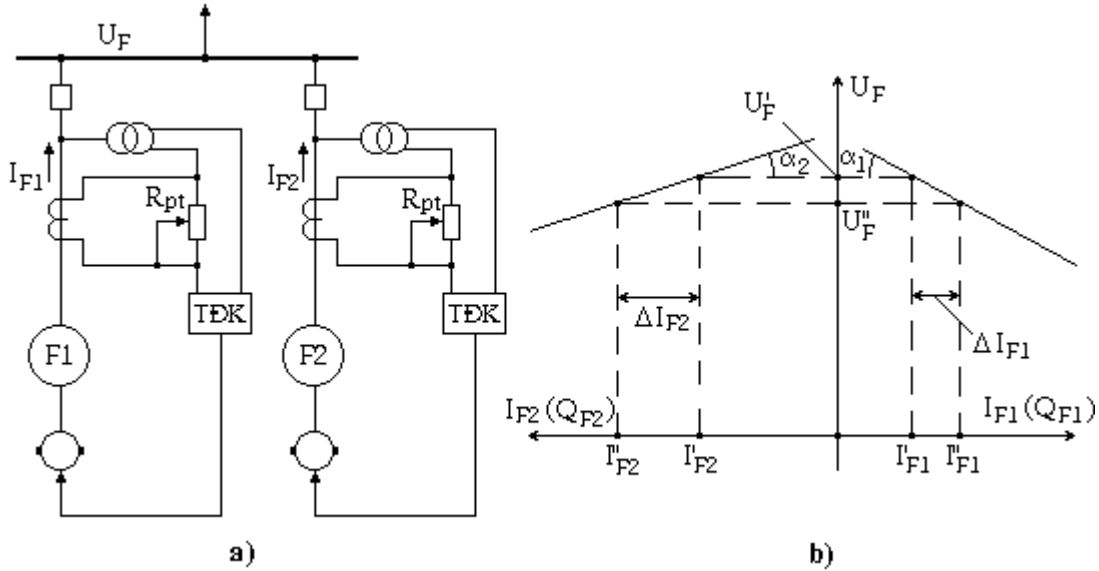 U_F
I_F1
R_pt
TĐK
F1
I_F2
R_pt
TĐK
F2
a)
U_F
U'_F
α_2
α_1
U"_F
ΔI_F2
ΔI_F1
I_F2 (Q_F2)
I_F1 (Q_F1)
I"_F2
I'_F2
I'_F1
I"_F1
b)